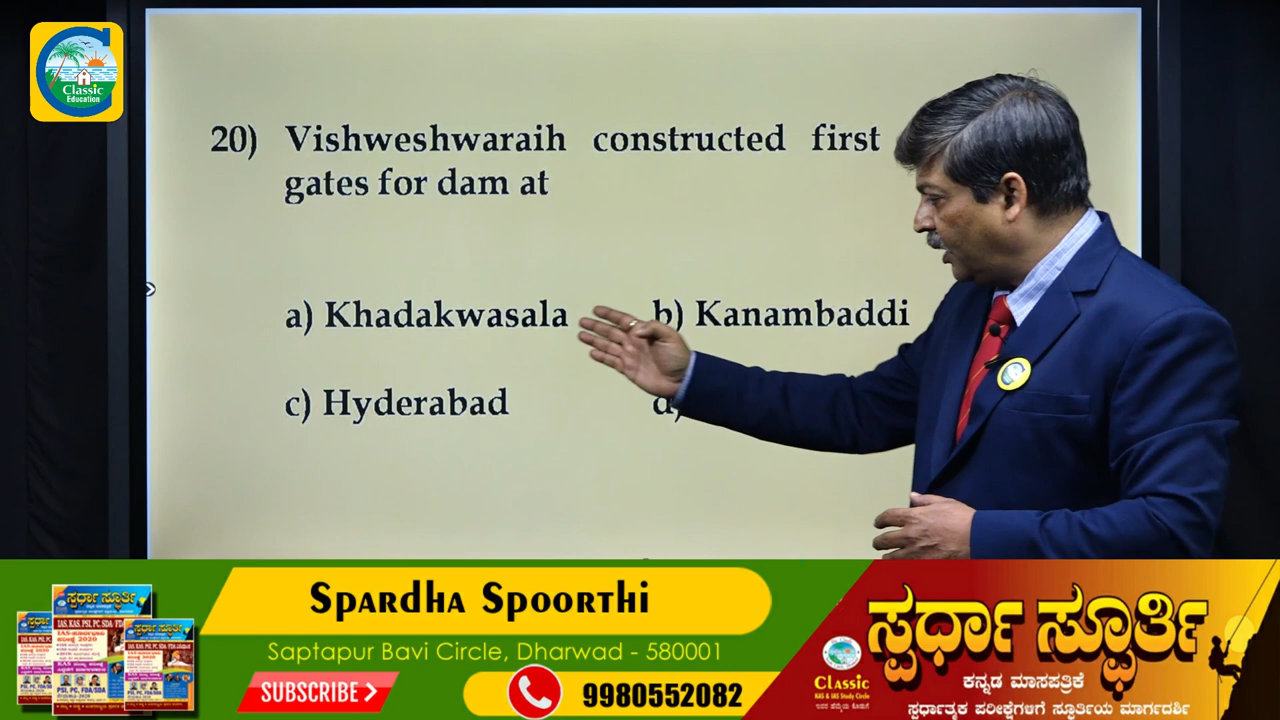 Classic
Education
20) Vishweshwaraih constructed first
gates for dam at
a) Khadakwasala b) Kanambaddi
c) Hyderabad d)
Spardha Spoorthi
Saptapur Bavi Circle, Dharwad - 580001
SUBSCRIBE
9980552082
ಸ್ಪರ್ಧಾ ಸ್ಫೂರ್ತಿ
Classic
KAS & IAS Study Circle
ಕನ್ನಡ ಮಾಸಪತ್ರಿಕೆ
ಸ್ಪರ್ಧಾತ್ಮಕ ಪರೀಕ್ಷೆಗಳಿಗೆ ಸ್ಫೂರ್ತಿಯ ಮಾರ್ಗದರ್ಶಿ